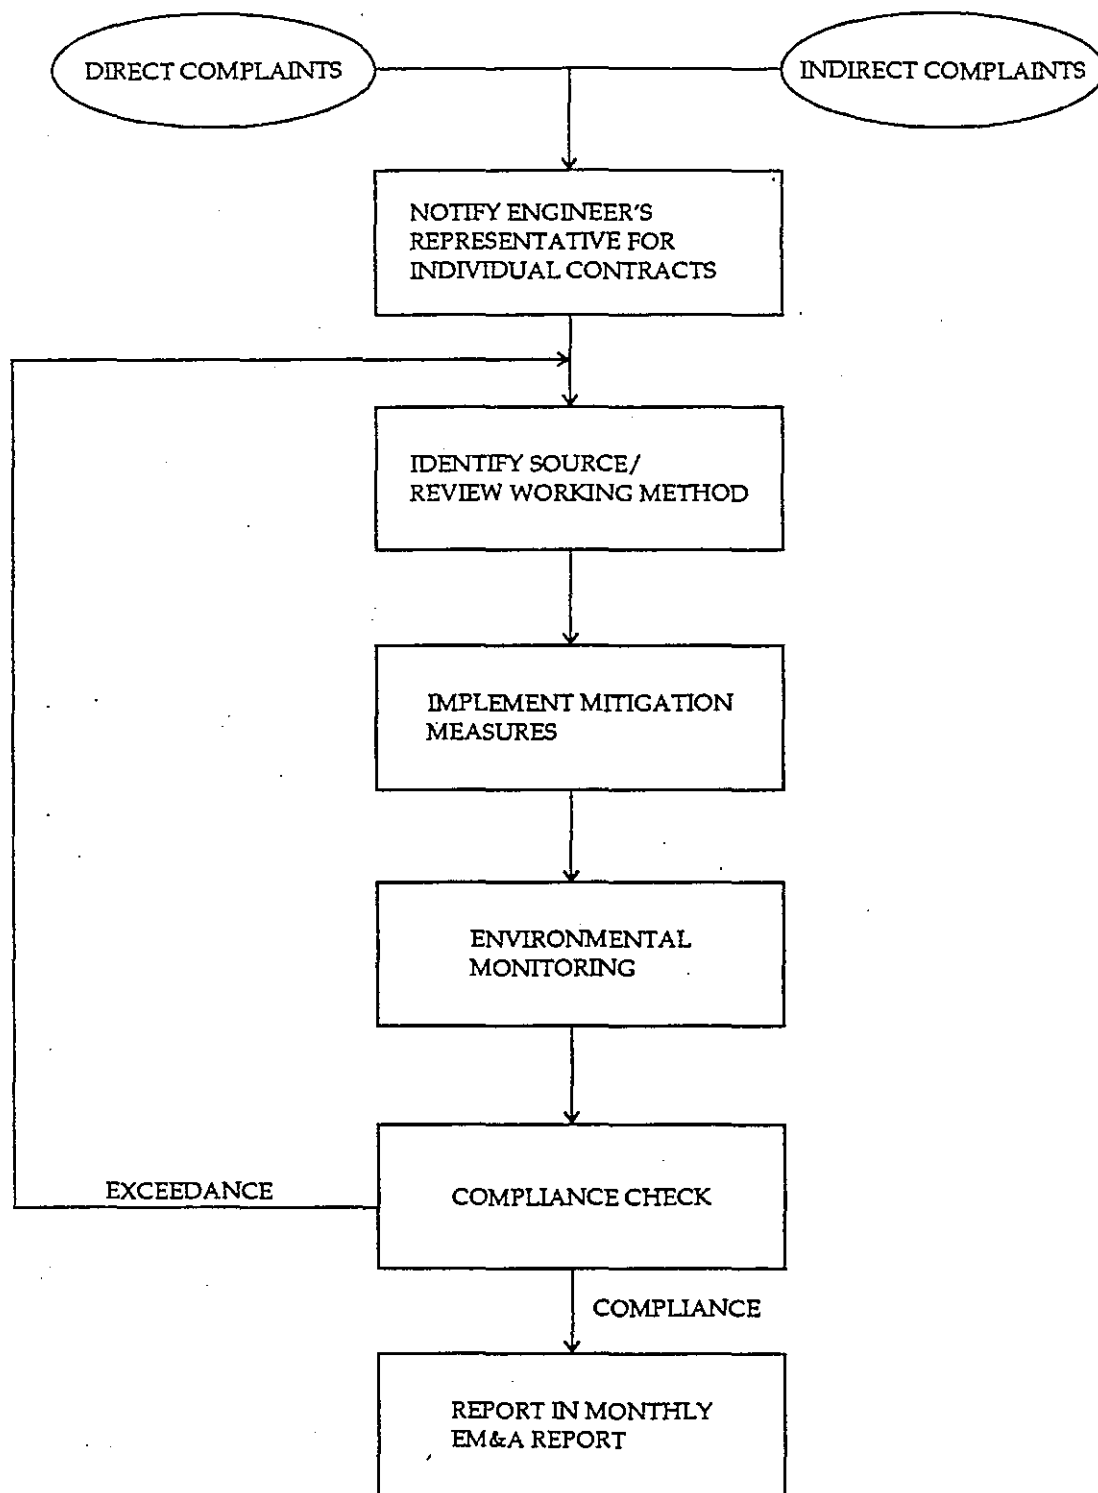 DIRECT COMPLAINTS
INDIRECT COMPLAINTS
NOTIFY ENGINEER'S
REPRESENTATIVE FOR
INDIVIDUAL CONTRACTS
IDENTIFY SOURCE/
REVIEW WORKING METHOD
IMPLEMENT MITIGATION
MEASURES
ENVIRONMENTAL
MONITORING
EXCEEDANCE
COMPLIANCE CHECK
COMPLIANCE
REPORT IN MONTHLY
EM&A REPORT